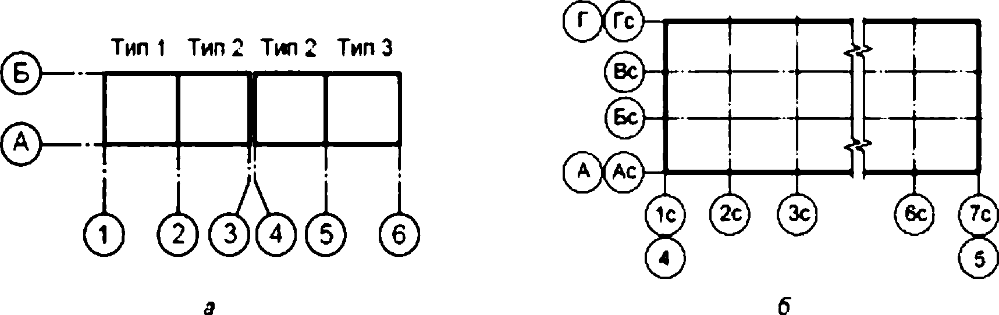 Тип 1 Тип 2 Тип 2 Тип 3
Б
А
1 2 3 4 5 6
а
Г Гс
Вс
Бс
А Ас
1с 2с 3с 6с 7с
4 5
б